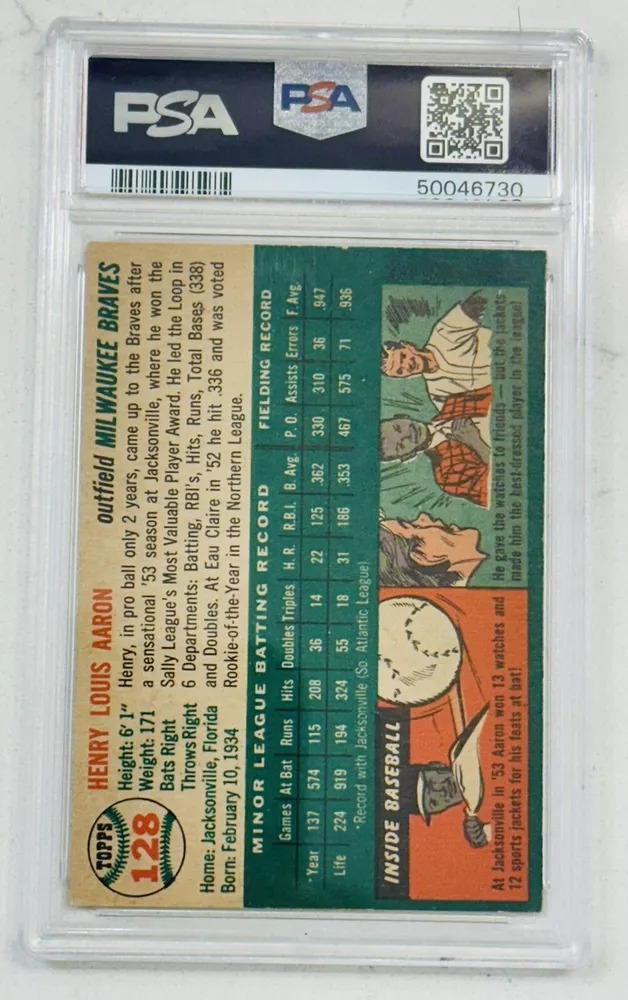 PSA
PSA
50046730
TOPPS
128
HENRY LOUIS AARON
outfield MILWAUKEE BRAVES
Height: 6' 1"
Weight: 171
Bats Right
Throws Right
Home: Jacksonville, Florida
Born: February 10, 1934
Henry, in pro ball only 2 years, came up to the Braves after
a sensational '53 season at Jacksonville, where he won the
Sally League's Most Valuable Player Award. He led the Loop in
6 Departments: Batting, RBI's, Hits, Runs, Total Bases (338)
and Doubles. At Eau Claire in '52 he hit .336 and was voted
Rookie-of-the-Year in the Northern League.
MINOR LEAGUE BATTING RECORD FIELDING RECORD
Games At Bat Runs Hits Doubles Triples H.R. R.B.I. B. Avg. P. O. Assists Errors F. Avg.
*Year 137 574 115 208 36 14 22 125 .362 330 310 36 .947
Life 224 919 194 324 55 18 31 186 .353 467 575 71 .936
*Record with Jacksonville (So. Atlantic League)
INSIDE BASEBALL
At Jacksonville in '53 Aaron won 13 watches and
12 sports jackets for his feats at bat!
He gave the watches to friends — but the jackets
made him the best-dressed player in the league!